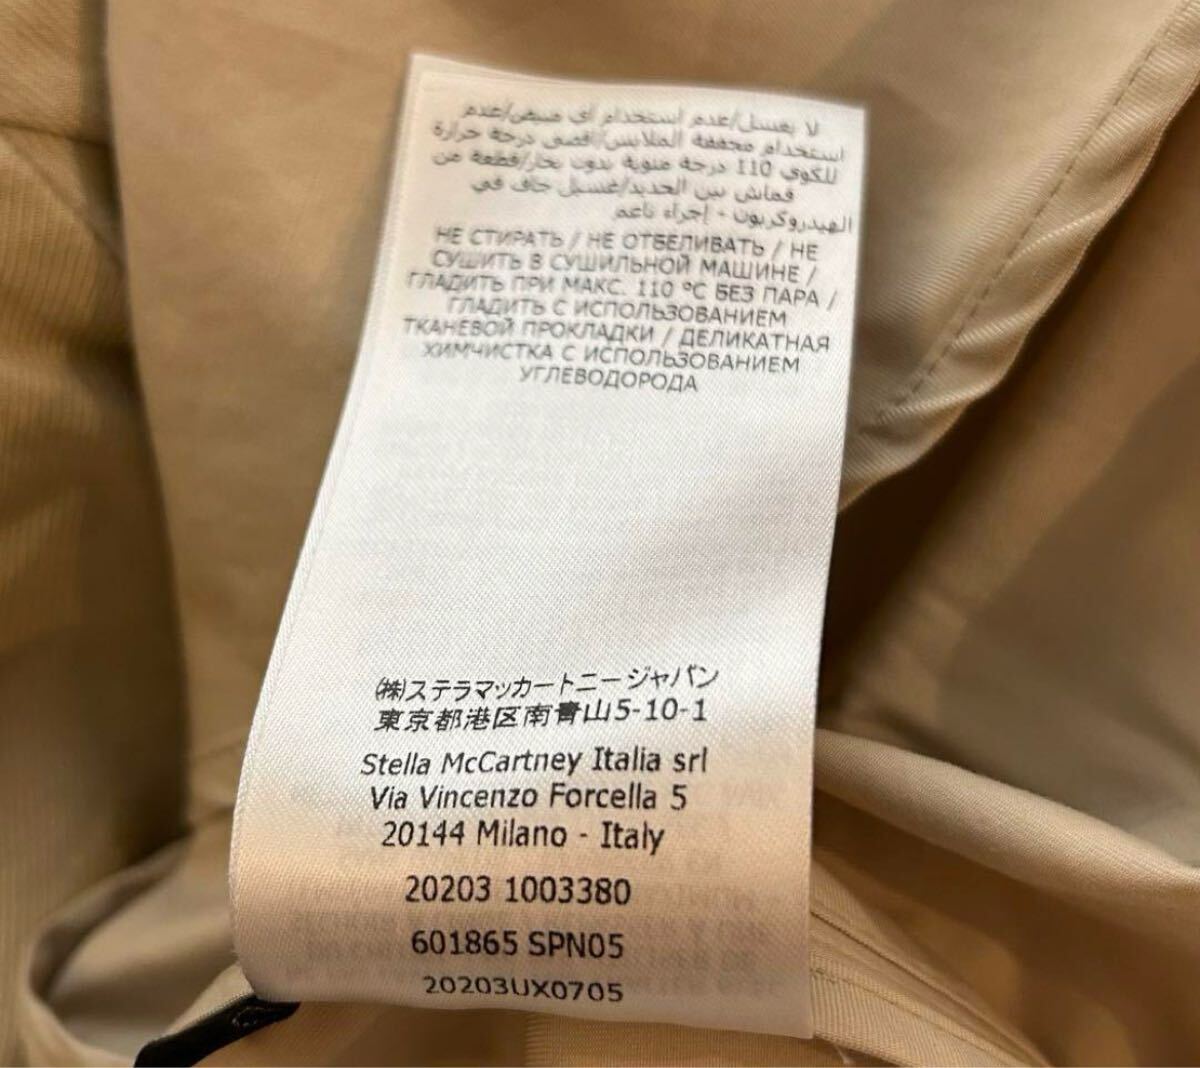 لا يغسل/عدم استخدام أي مبيض/عدم
استخدام مجففة الملابس/أقصى درجة حرارة
للكوي 110 درجة مئوية بدون بخار/قطعة من
قماش بين الحديد/غسيل جاف في
الهيدروكربون - إجراء ناعم
НЕ СТИРАТЬ / НЕ ОТБЕЛИВАТЬ / НЕ
СУШИТЬ В СУШИЛЬНОЙ МАШИНЕ /
ГЛАДИТЬ ПРИ МАКС. 110 °C БЕЗ ПАРА /
ГЛАДИТЬ С ИСПОЛЬЗОВАНИЕМ
ТКАНЕВОЙ ПРОКЛАДКИ / ДЕЛИКАТНАЯ
ХИМЧИСТКА С ИСПОЛЬЗОВАНИЕМ
УГЛЕВОДОРОДА
㈱ステラマッカートニージャパン
東京都港区南青山5-10-1
Stella McCartney Italia srl
Via Vincenzo Forcella 5
20144 Milano - Italy
20203 1003380
601865 SPN05
20203UX0705